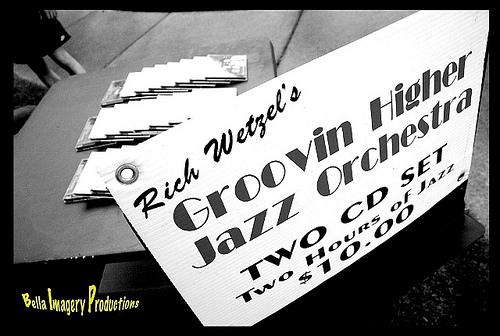 Rich Wetzel's
Groovin Higher
Jazz Orchestra
TWO CD SET
Two Hours of Jazz
$10.00
Bella Imagery Productions